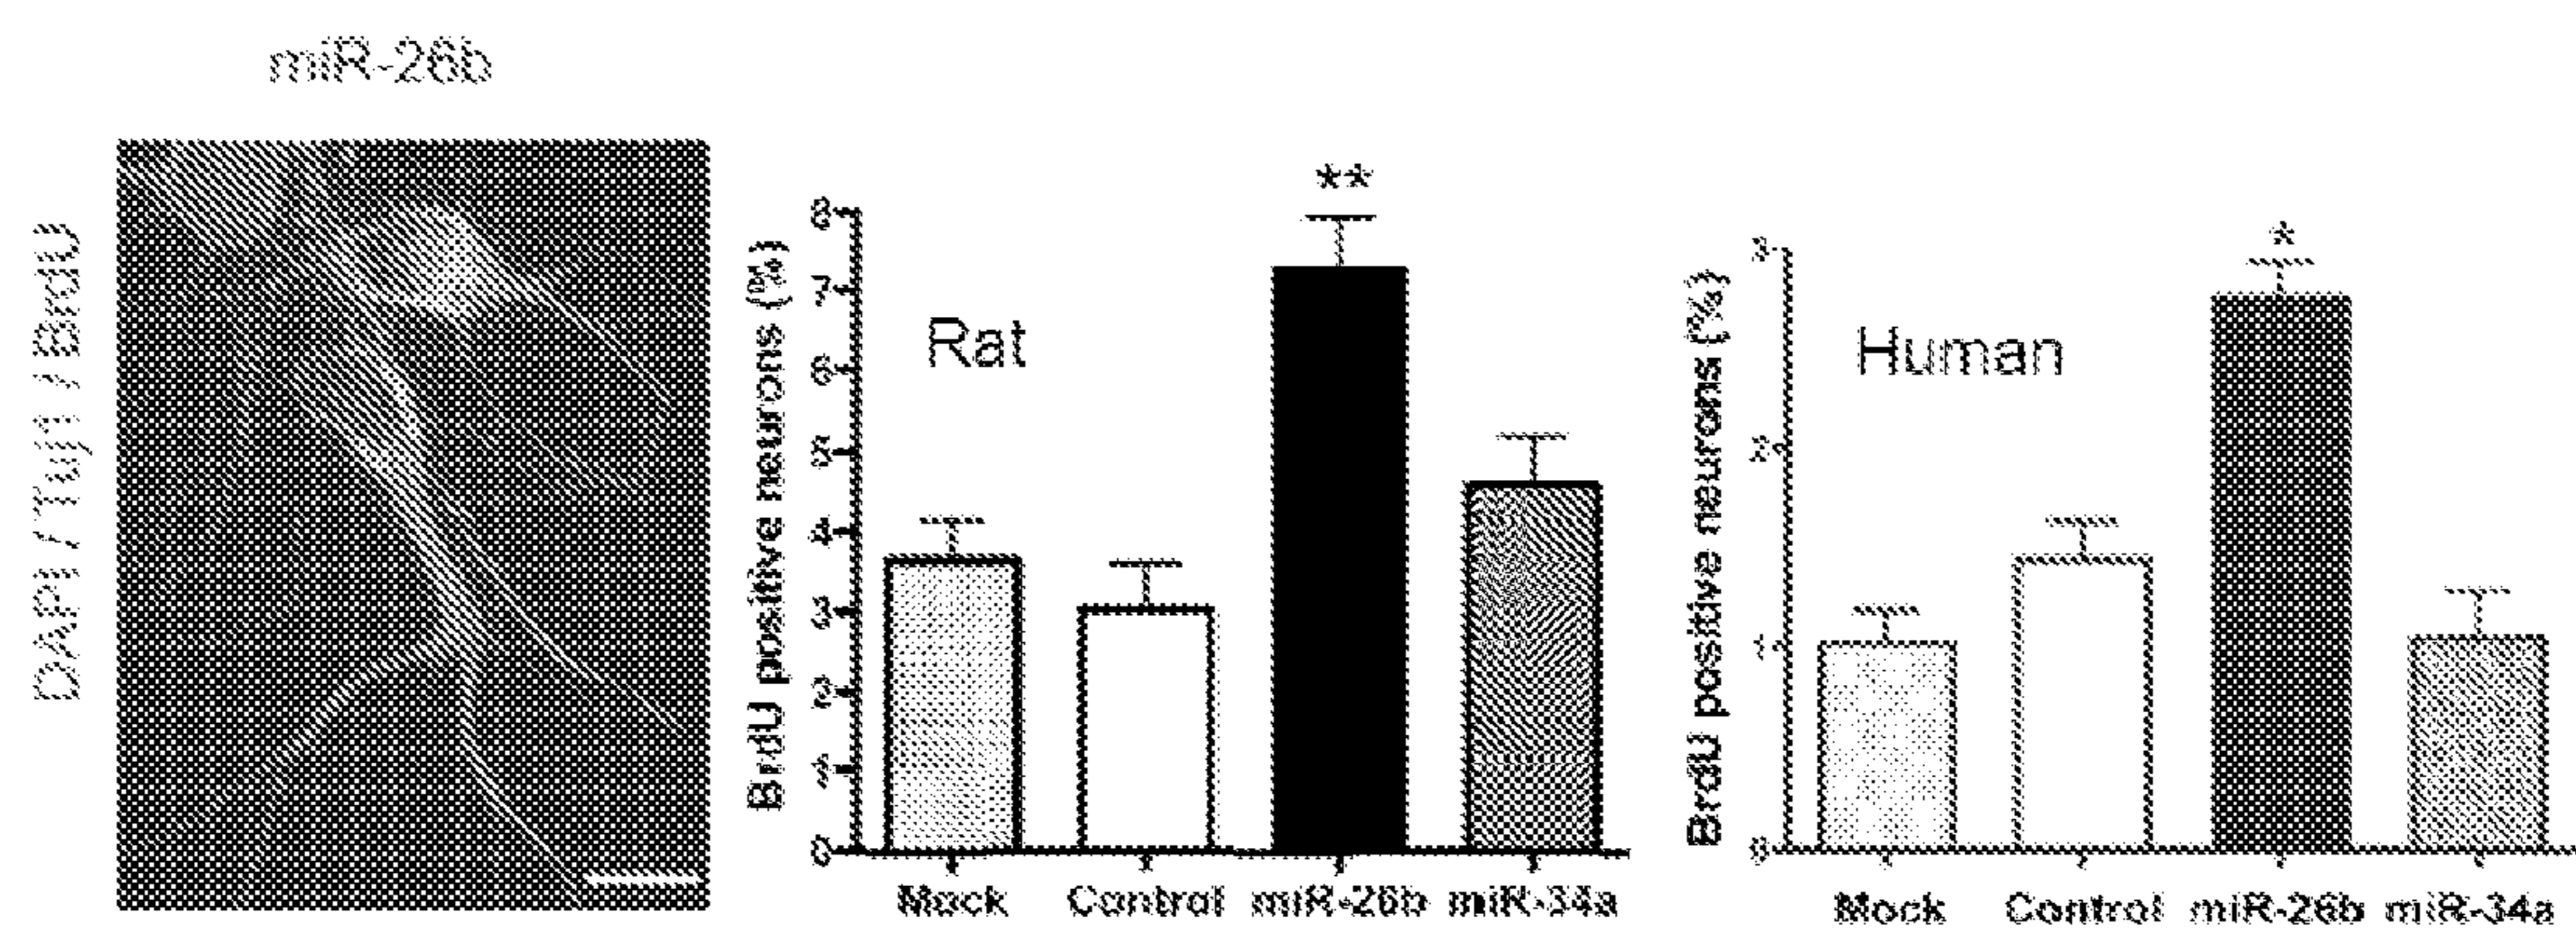 miR-26b
DAPI / Tuj1 / BrdU
BrdU positive neurons (%)
8
7
6
5
4
3
2
1
0
Rat
**
Mock Control miR-26b miR-34a
BrdU positive neurons (%)
3
2
1
0
Human
*
Mock Control miR-26b miR-34a